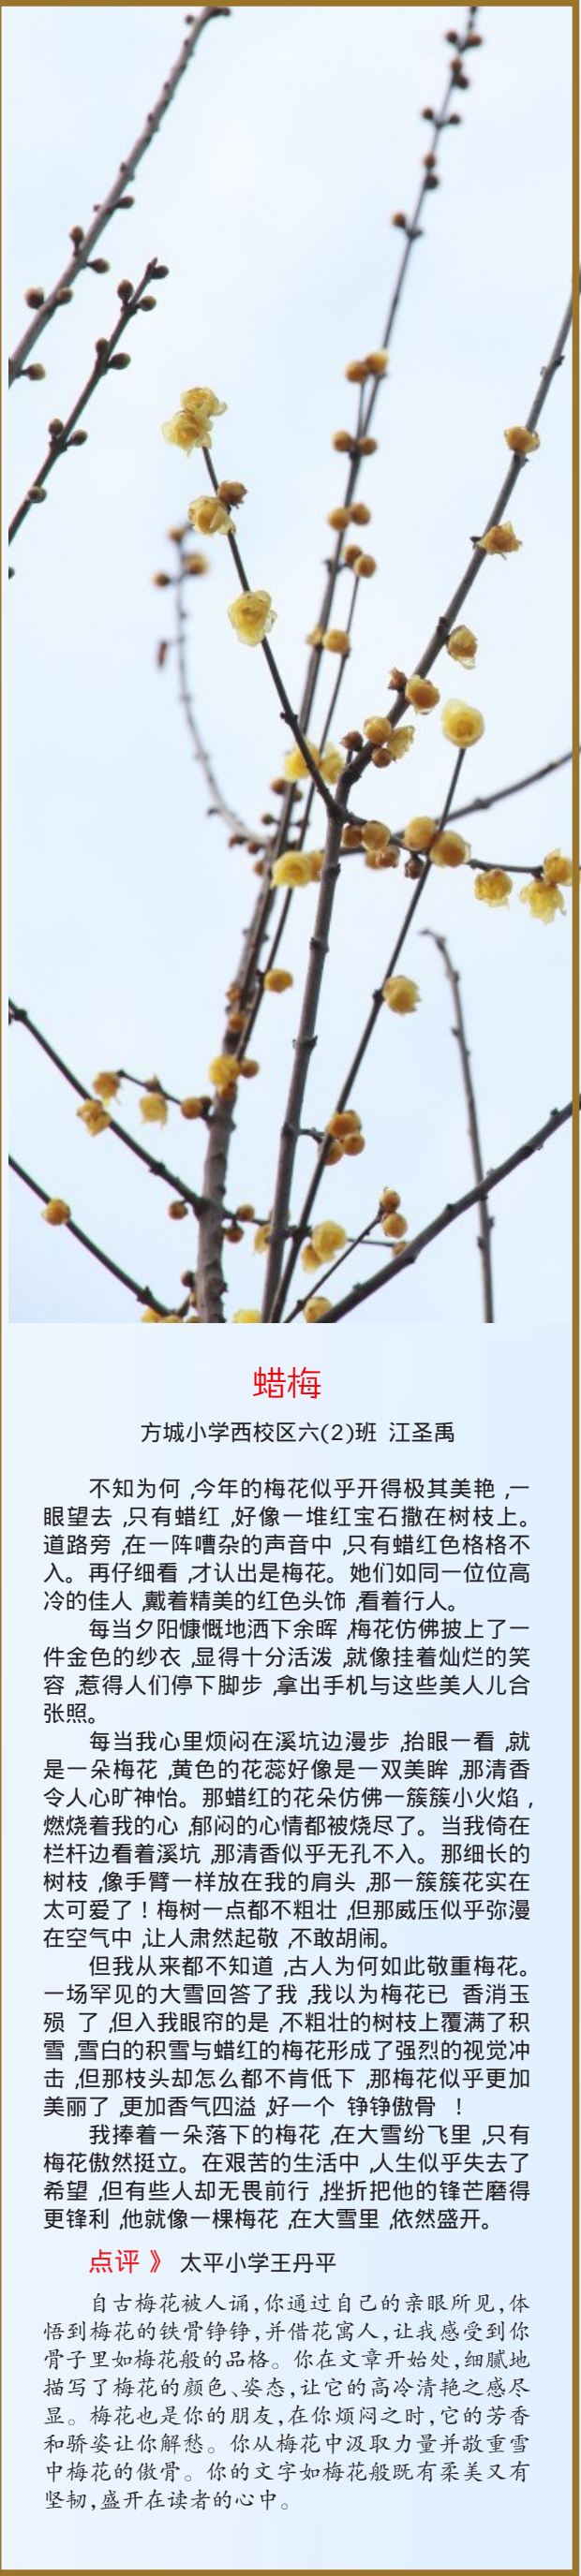 蜡梅
方城小学西校区六(2)班 江圣禹
不知为何,今年的梅花似乎开得极其美艳,一
眼望去,只有蜡红,好像一堆红宝石撒在树枝上。
道路旁,在一阵嘈杂的声音中,只有蜡红色格格不
入。再仔细看,才认出是梅花。她们如同一位位高
冷的佳人,戴着精美的红色头饰,看着行人。
每当夕阳慷慨地洒下余晖,梅花仿佛披上了一
件金色的纱衣,显得十分活泼,就像挂着灿烂的笑
容,惹得人们停下脚步,拿出手机与这些美人儿合
张照。
每当我心里烦闷在溪坑边漫步,抬眼一看,就
是一朵梅花,黄色的花蕊好像是一双美眸,那清香
令人心旷神怡。那蜡红的花朵仿佛一簇簇小火焰,
燃烧着我的心,郁闷的心情都被烧尽了。当我倚在
栏杆边看着溪坑,那清香似乎无孔不入。那细长的
树枝,像手臂一样放在我的肩头,那一簇簇花实在
太可爱了!梅树一点都不粗壮,但那威压似乎弥漫
在空气中,让人肃然起敬,不敢胡闹。
但我从来都不知道,古人为何如此敬重梅花。
一场罕见的大雪回答了我,我以为梅花已 香消玉
殒 了,但入我眼帘的是,不粗壮的树枝上覆满了积
雪,雪白的积雪与蜡红的梅花形成了强烈的视觉冲
击,但那枝头却怎么都不肯低下,那梅花似乎更加
美丽了,更加香气四溢,好一个 铮铮傲骨 !
我捧着一朵落下的梅花,在大雪纷飞里,只有
梅花傲然挺立。在艰苦的生活中,人生似乎失去了
希望,但有些人却无畏前行,挫折把他的锋芒磨得
更锋利,他就像一棵梅花,在大雪里,依然盛开。
点评 》 太平小学王丹平
自古梅花被人诵,你通过自己的亲眼所见,体
悟到梅花的铁骨铮铮,并借花寓人,让我感受到你
骨子里如梅花般的品格。你在文章开始处,细腻地
描写了梅花的颜色、姿态,让它的高冷清艳之感尽
显。梅花也是你的朋友,在你烦闷之时,它的芳香
和骄姿让你解愁。你从梅花中汲取力量并敬重雪
中梅花的傲骨。你的文字如梅花般既有柔美又有
坚韧,盛开在读者的心中。